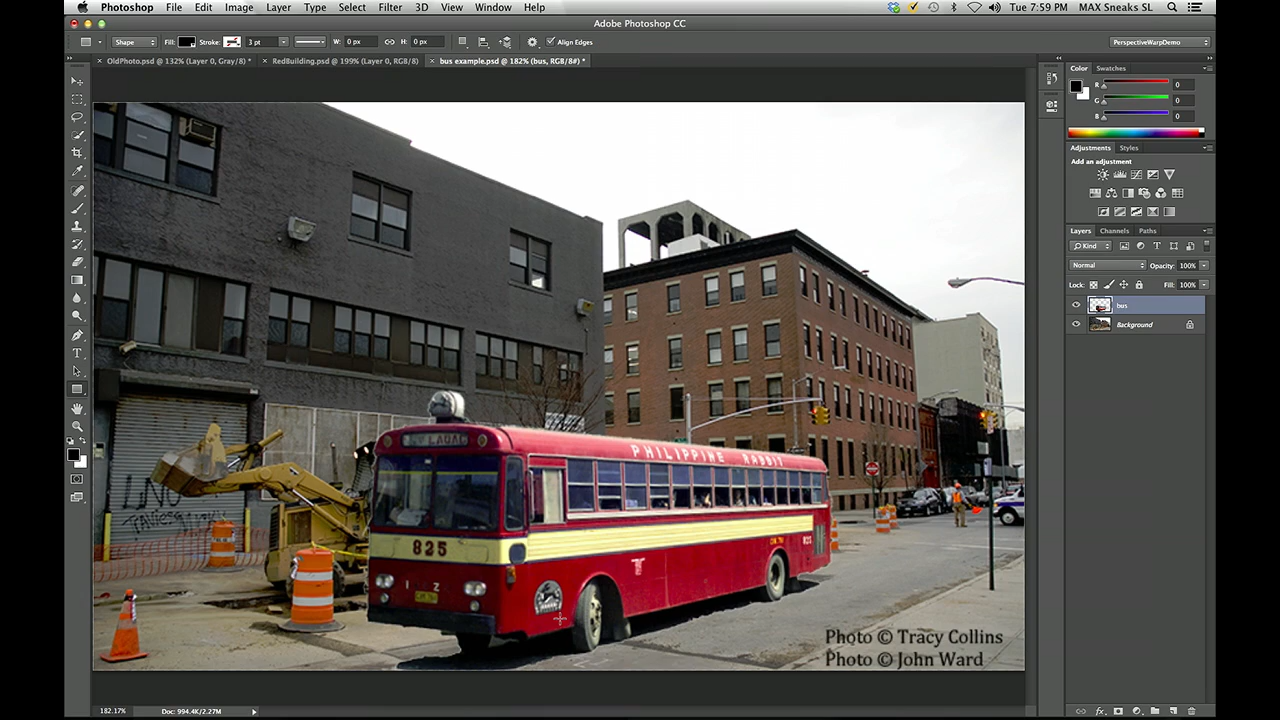 Photoshop File Edit Image Layer Type Select Filter 3D View Window Help Tue 7:59 PM MAX Sneaks SL
Adobe Photoshop CC
Shape Fill: Stroke: 3 pt W: 0 px H: 0 px Align Edges PerspectiveWarpDemo
× OldPhoto.psd @ 132% (Layer 0, Gray/8) * × RedBuilding.psd @ 199% (Layer 0, RGB/8) × bus example.psd @ 182% (bus, RGB/8#) *
Color Swatches
R 0
G 0
B 0
Adjustments Styles
Add an adjustment
Layers Channels Paths
Kind
Normal Opacity: 100%
Lock: Fill: 100%
bus
Background
PHILIPPINE RABBIT
825
Photo © Tracy Collins
Photo © John Ward
182.17% Doc: 994.4K/2.27M